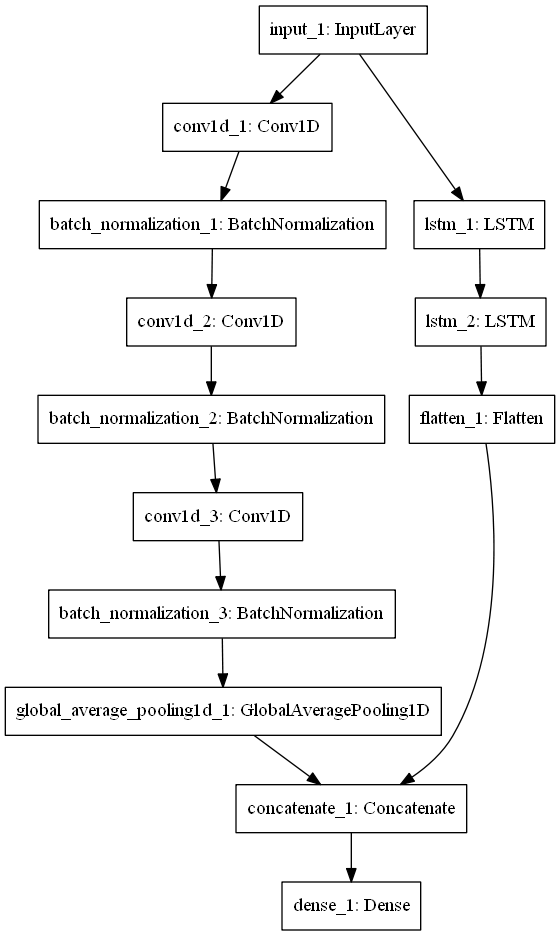 input_1: InputLayer
conv1d_1: Conv1D
batch_normalization_1: BatchNormalization
lstm_1: LSTM
conv1d_2: Conv1D
lstm_2: LSTM
batch_normalization_2: BatchNormalization
flatten_1: Flatten
conv1d_3: Conv1D
batch_normalization_3: BatchNormalization
global_average_pooling1d_1: GlobalAveragePooling1D
concatenate_1: Concatenate
dense_1: Dense